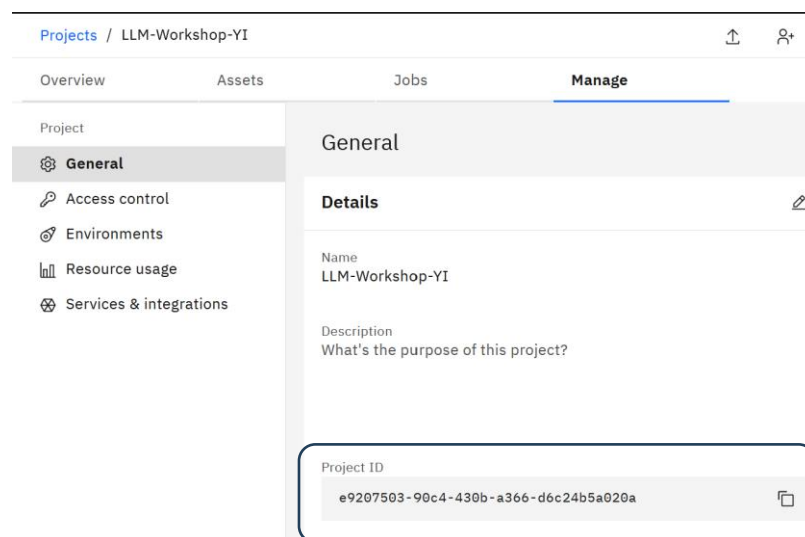 Projects / LLM-Workshop-YI
Overview Assets Jobs Manage
Project
General
Access control
Environments
Resource usage
Services & integrations
General
Details
Name
LLM-Workshop-YI
Description
What's the purpose of this project?
Project ID
e9207503-90c4-430b-a366-d6c24b5a020a